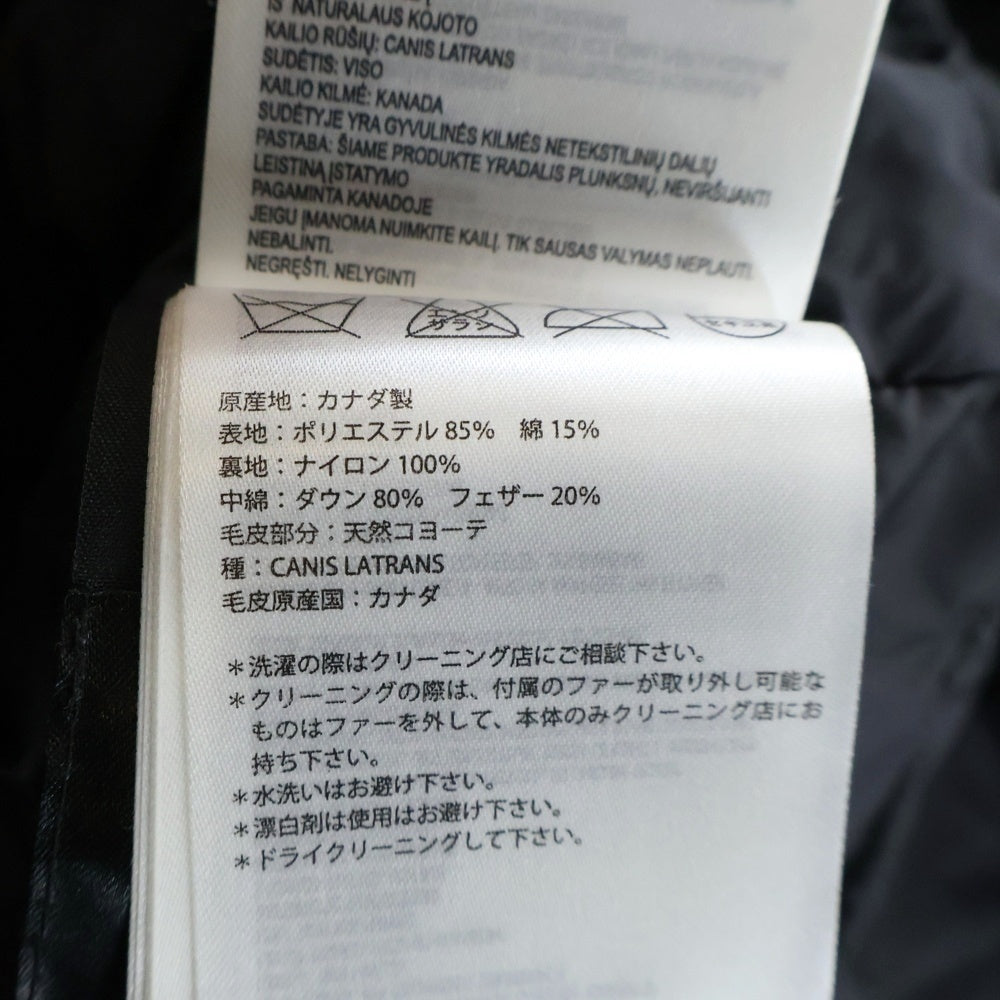 IS NATURALAUS KOJOTO
KAILIO RŪŠIŲ: CANIS LATRANS
SUDĖTIS: VISO
KAILIO KILMĖ: KANADA
SUDĖTYJE YRA GYVULINĖS KILMĖS NETEKSTILINIŲ DALIŲ
PASTABA: ŠIAME PRODUKTE YRADALIS PLUNKSNŲ, NEVIRŠIJANTI
LEISTINĄ ĮSTATYMO
PAGAMINTA KANADOJE
JEIGU ĮMANOMA NUIMKITE KAILĮ. TIK SAUSAS VALYMAS NEPLAUTI.
NEBALINTI.
NEGRĘŠTI. NELYGINTI
原産地：カナダ製
表地：ポリエステル 85%　綿 15%
裏地：ナイロン 100%
中綿：ダウン 80%　フェザー 20%
毛皮部分：天然コヨーテ
種：CANIS LATRANS
毛皮原産国：カナダ
＊洗濯の際はクリーニング店にご相談下さい。
＊クリーニングの際は、付属のファーが取り外し可能な
ものはファーを外して、本体のみクリーニング店にお
持ち下さい。
＊水洗いはお避け下さい。
＊漂白剤は使用はお避け下さい。
＊ドライクリーニングして下さい。